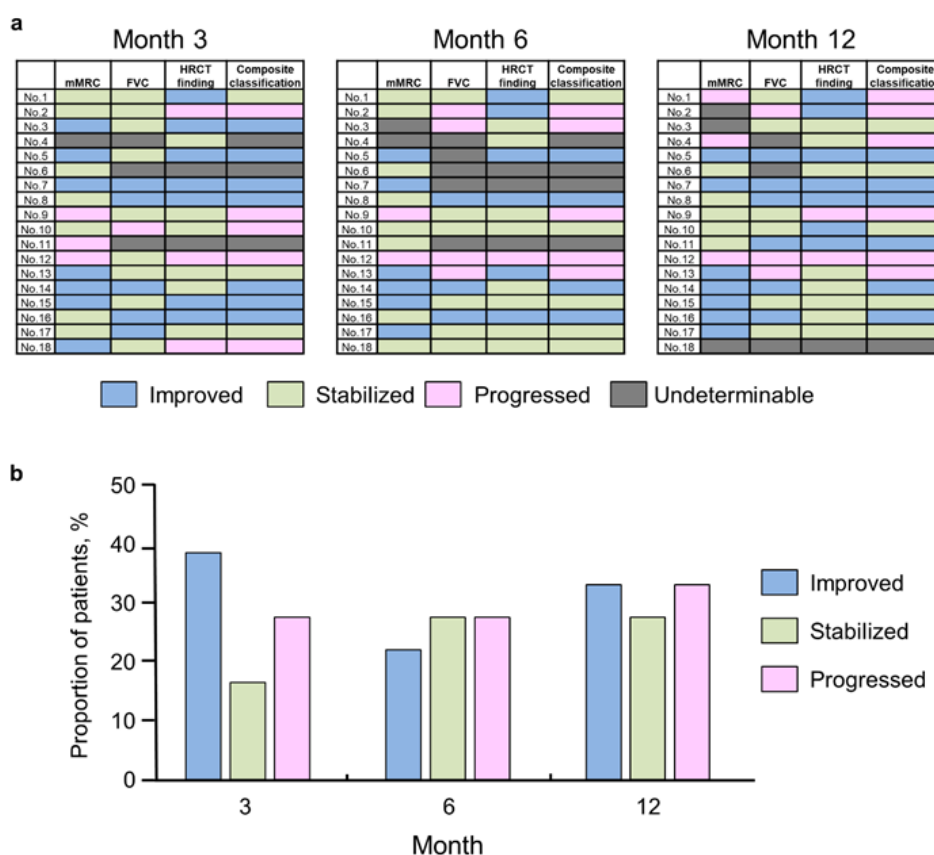 a
Month 3 Month 6 Month 12
mMRC FVC HRCT finding Composite classification mMRC FVC HRCT finding Composite classification mMRC FVC HRCT finding Composite classification
No.1 No.1 No.1
No.2 No.2 No.2
No.3 No.3 No.3
No.4 No.4 No.4
No.5 No.5 No.5
No.6 No.6 No.6
No.7 No.7 No.7
No.8 No.8 No.8
No.9 No.9 No.9
No.10 No.10 No.10
No.11 No.11 No.11
No.12 No.12 No.12
No.13 No.13 No.13
No.14 No.14 No.14
No.15 No.15 No.15
No.16 No.16 No.16
No.17 No.17 No.17
No.18 No.18 No.18
Improved Stabilized Progressed Undeterminable
b
Proportion of patients, %
50
40
30
20
10
0
3 6 12
Month
Improved
Stabilized
Progressed